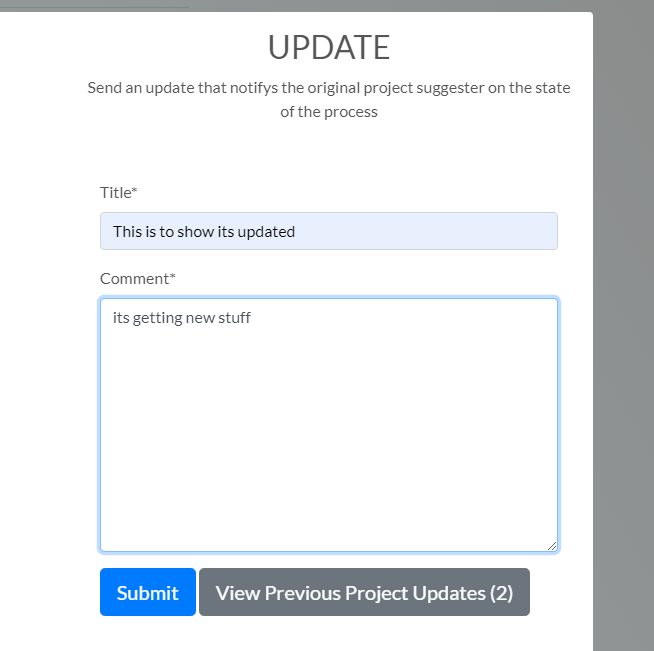 UPDATE
Send an update that notifys the original project suggester on the state
of the process
Title*
This is to show its updated
Comment*
its getting new stuff
Submit
View Previous Project Updates (2)